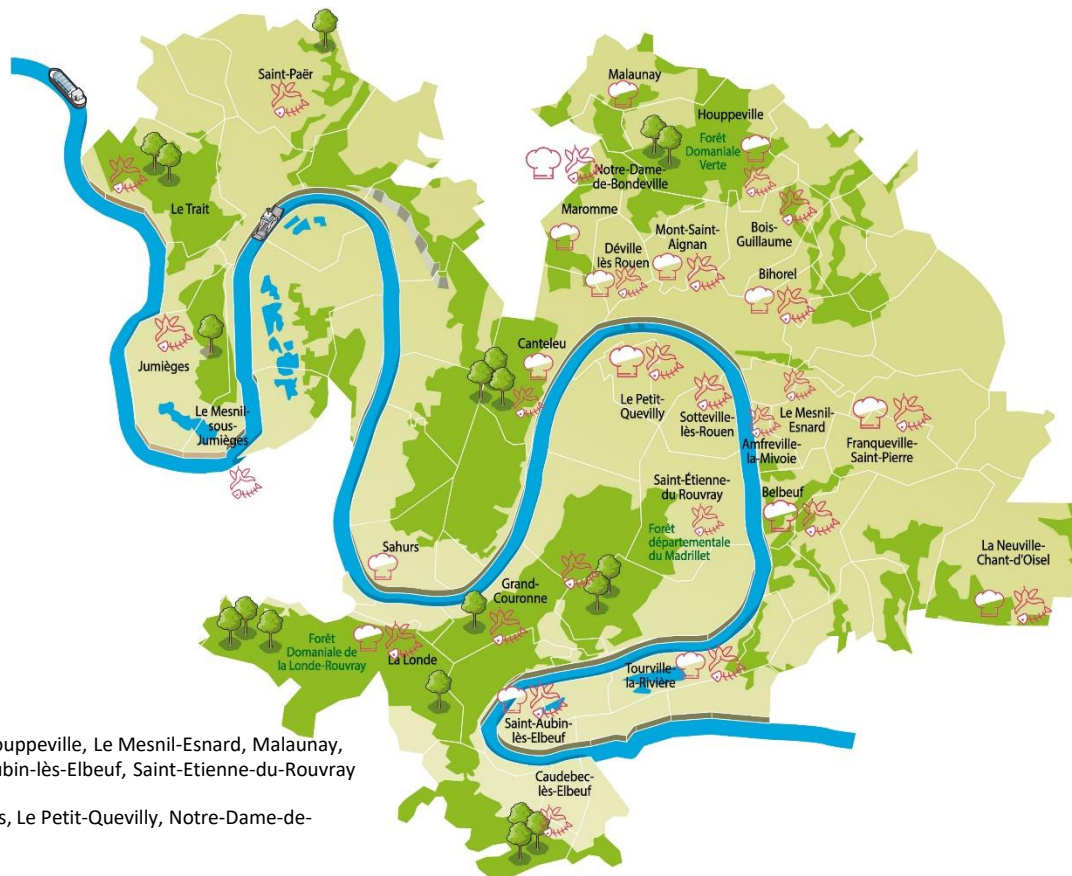 Saint-Paër
Malaunay
Houppeville
Forêt
Domaniale
Verte
Notre-Dame-
de-Bondeville
Le Trait
Maromme
Mont-Saint-
Aignan
Bois-
Guillaume
Déville
lès Rouen
Bihorel
Canteleu
Jumièges
Le Mesnil-
sous-
Jumièges
Le Petit-
Quevilly
Sotteville-
lès-Rouen
Le Mesnil-
Esnard
Amfreville-
la-Mivoie
Franqueville-
Saint-Pierre
Saint-Étienne-
du Rouvray
Belbeuf
Forêt
départementale
du Madrillet
Sahurs
La Neuville-
Chant-d'Oisel
Grand-
Couronne
Forêt
Domaniale de
la Londe-Rouvray
La Londe
Tourville-
la-Rivière
Saint-Aubin-
lès-Elbeuf
Caudebec-
lès-Elbeuf
ouppeville, Le Mesnil-Esnard, Malaunay,
ubin-lès-Elbeuf, Saint-Etienne-du-Rouvray
s, Le Petit-Quevilly, Notre-Dame-de-